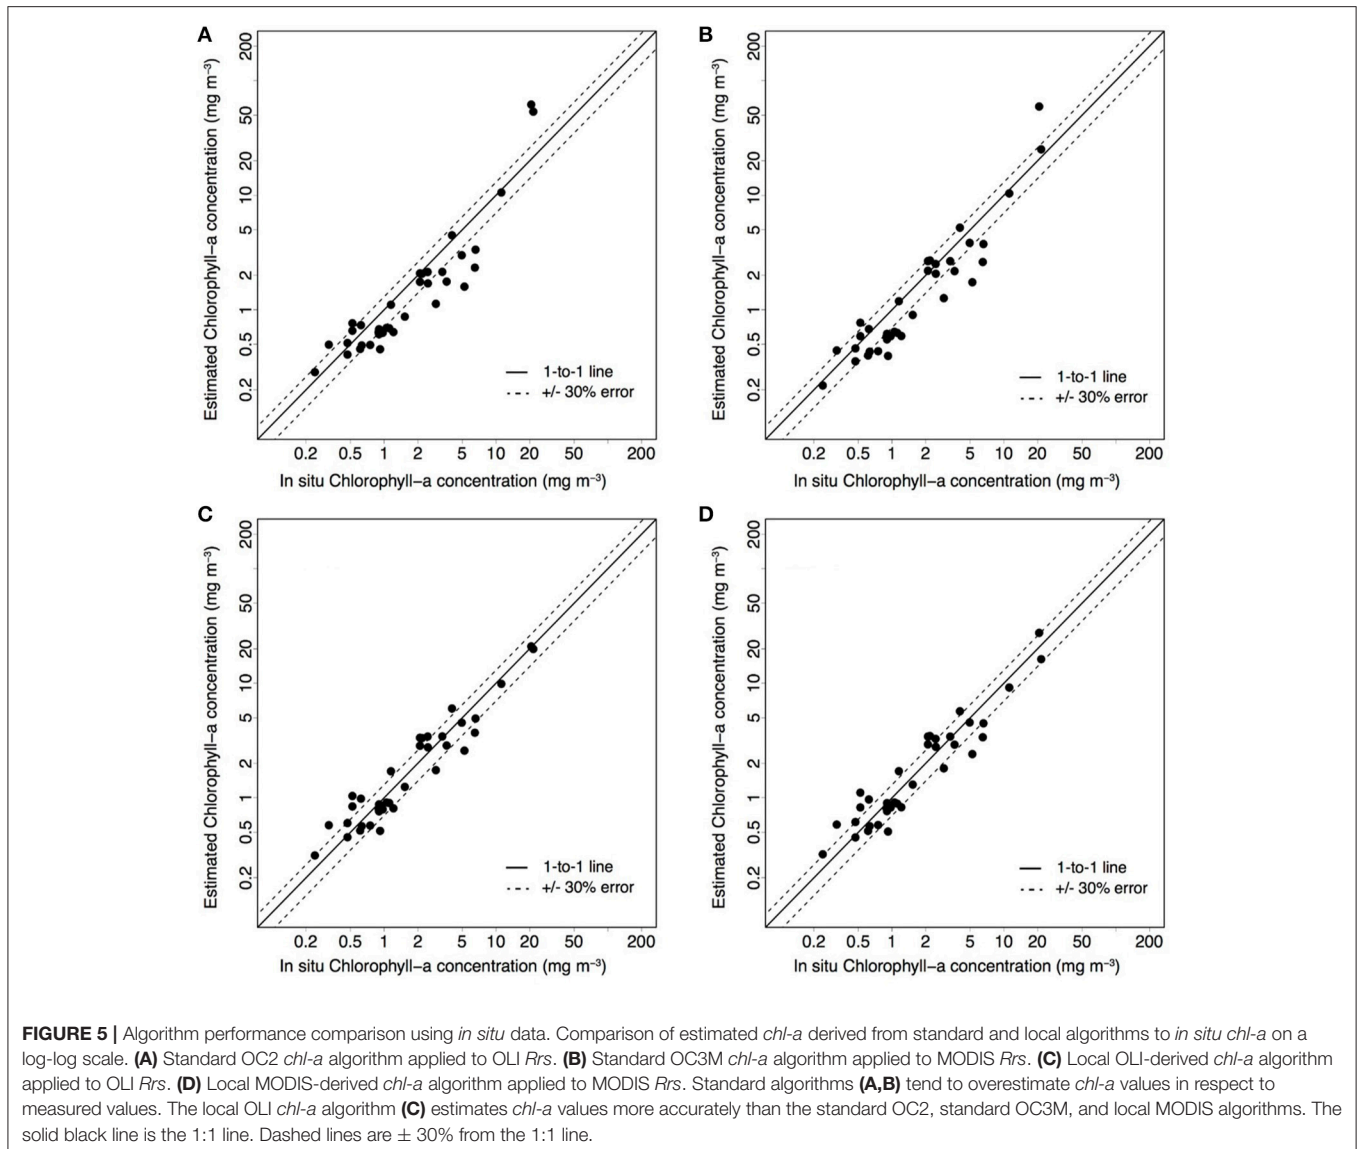 A
Estimated Chlorophyll–a concentration (mg m⁻³)
200
50
20
10
5
2
1
0.5
0.2
1-to-1 line
+/- 30% error
0.2 0.5 1 2 5 10 20 50 200
In situ Chlorophyll–a concentration (mg m⁻³)
B
Estimated Chlorophyll–a concentration (mg m⁻³)
200
50
20
10
5
2
1
0.5
0.2
1-to-1 line
+/- 30% error
0.2 0.5 1 2 5 10 20 50 200
In situ Chlorophyll–a concentration (mg m⁻³)
C
Estimated Chlorophyll–a concentration (mg m⁻³)
200
50
20
10
5
2
1
0.5
0.2
1-to-1 line
+/- 30% error
0.2 0.5 1 2 5 10 20 50 200
In situ Chlorophyll–a concentration (mg m⁻³)
D
Estimated Chlorophyll–a concentration (mg m⁻³)
200
50
20
10
5
2
1
0.5
0.2
1-to-1 line
+/- 30% error
0.2 0.5 1 2 5 10 20 50 200
In situ Chlorophyll–a concentration (mg m⁻³)
FIGURE 5 | Algorithm performance comparison using in situ data. Comparison of estimated chl-a derived from standard and local algorithms to in situ chl-a on a
log-log scale. (A) Standard OC2 chl-a algorithm applied to OLI Rrs. (B) Standard OC3M chl-a algorithm applied to MODIS Rrs. (C) Local OLI-derived chl-a algorithm
applied to OLI Rrs. (D) Local MODIS-derived chl-a algorithm applied to MODIS Rrs. Standard algorithms (A,B) tend to overestimate chl-a values in respect to
measured values. The local OLI chl-a algorithm (C) estimates chl-a values more accurately than the standard OC2, standard OC3M, and local MODIS algorithms. The
solid black line is the 1:1 line. Dashed lines are ± 30% from the 1:1 line.